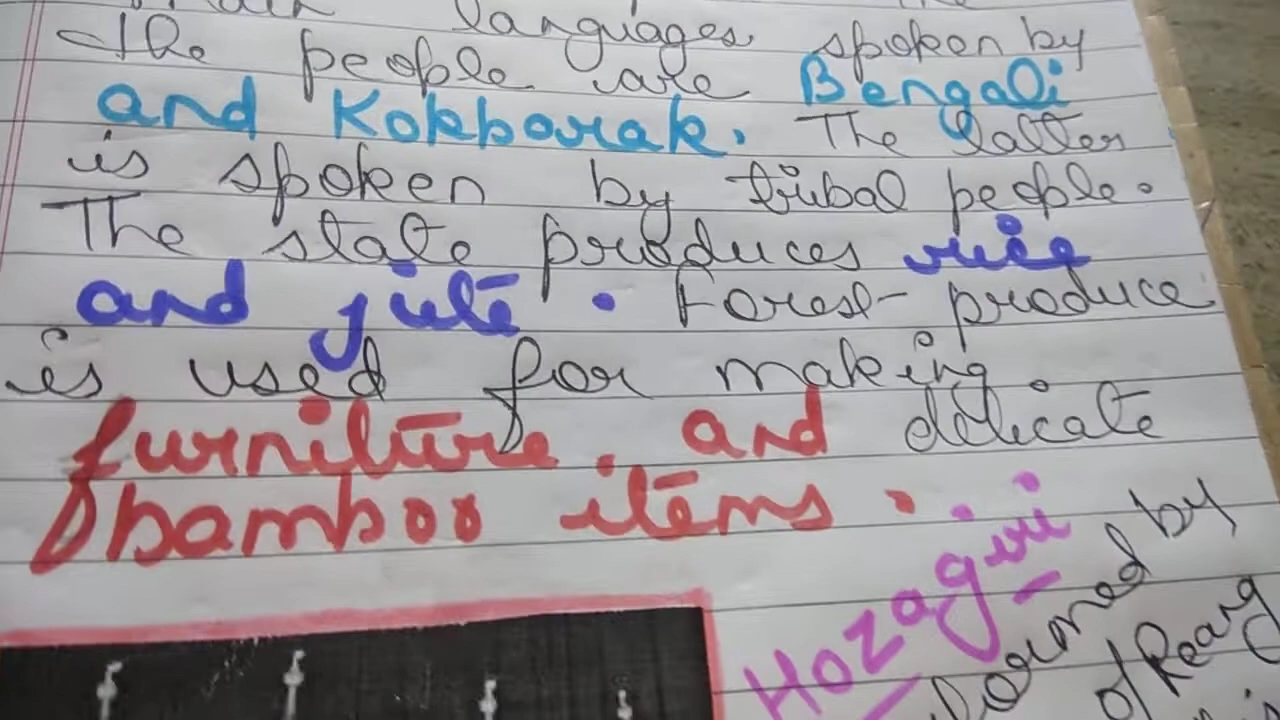 languages spoken by
the people are Bengali
and Kokborak. The latter
is spoken by tribal people.
The state produces rice
and jute. Forest-produce
is used for making
furniture. and delicate
bamboo items.
Hozagiri
by
of Reang